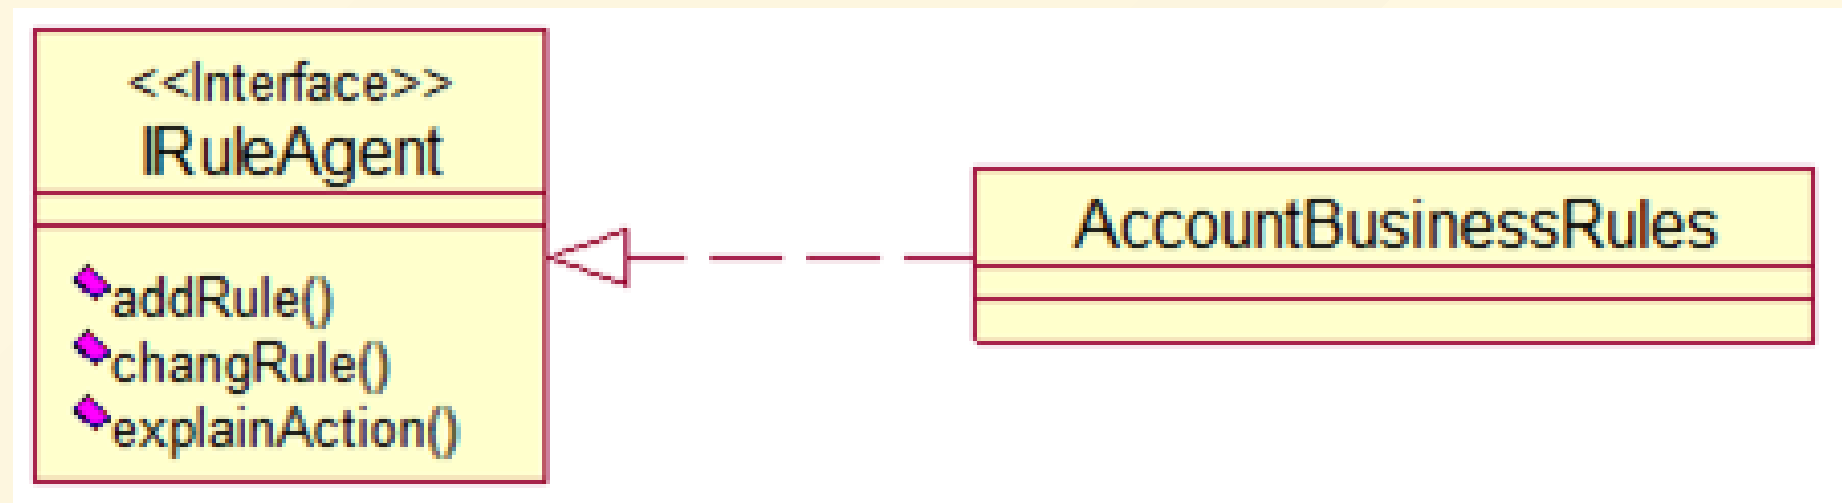 <<Interface>>
IRuleAgent
addRule()
changRule()
explainAction()
AccountBusinessRules